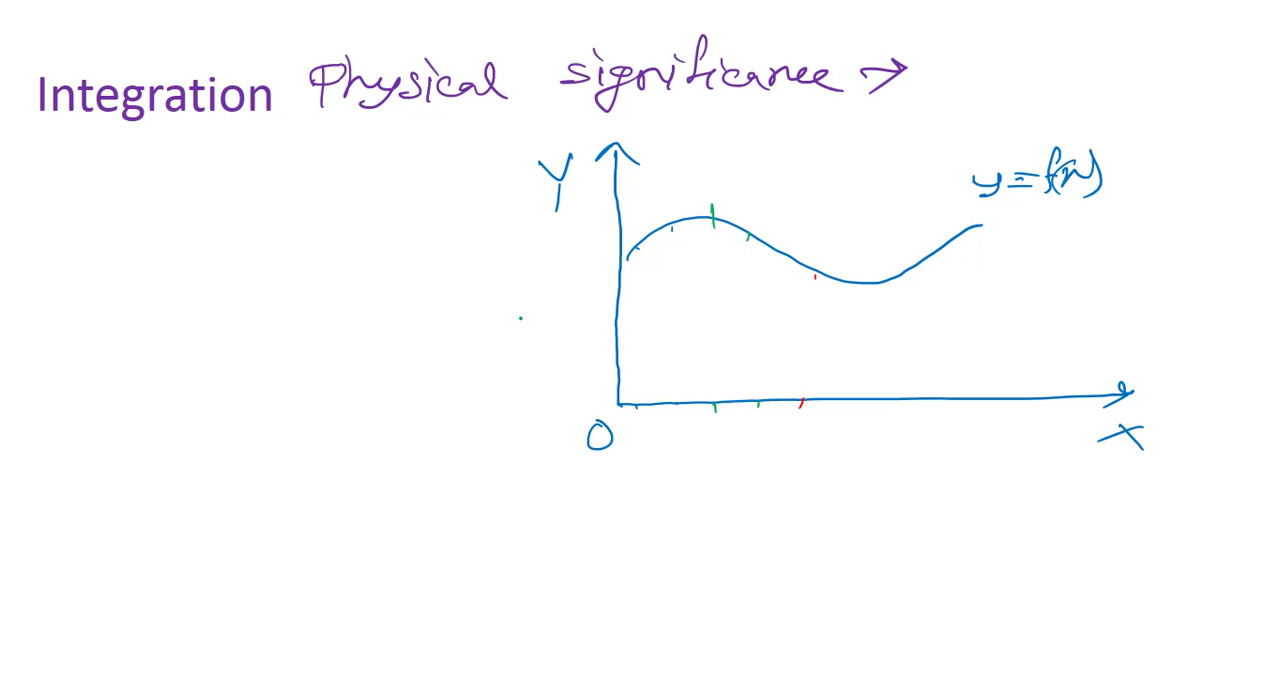 Integration Physical significance →
Y
y = f(x)
O
X